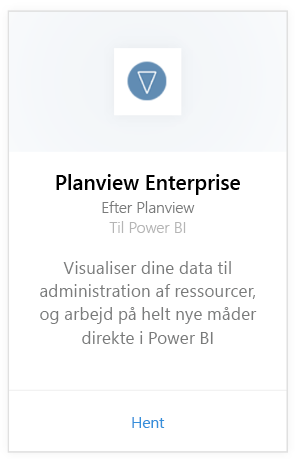 Planview Enterprise
Efter Planview
Til Power BI
Visualiser dine data til
administration af ressourcer,
og arbejd på helt nye måder
direkte i Power BI
Hent